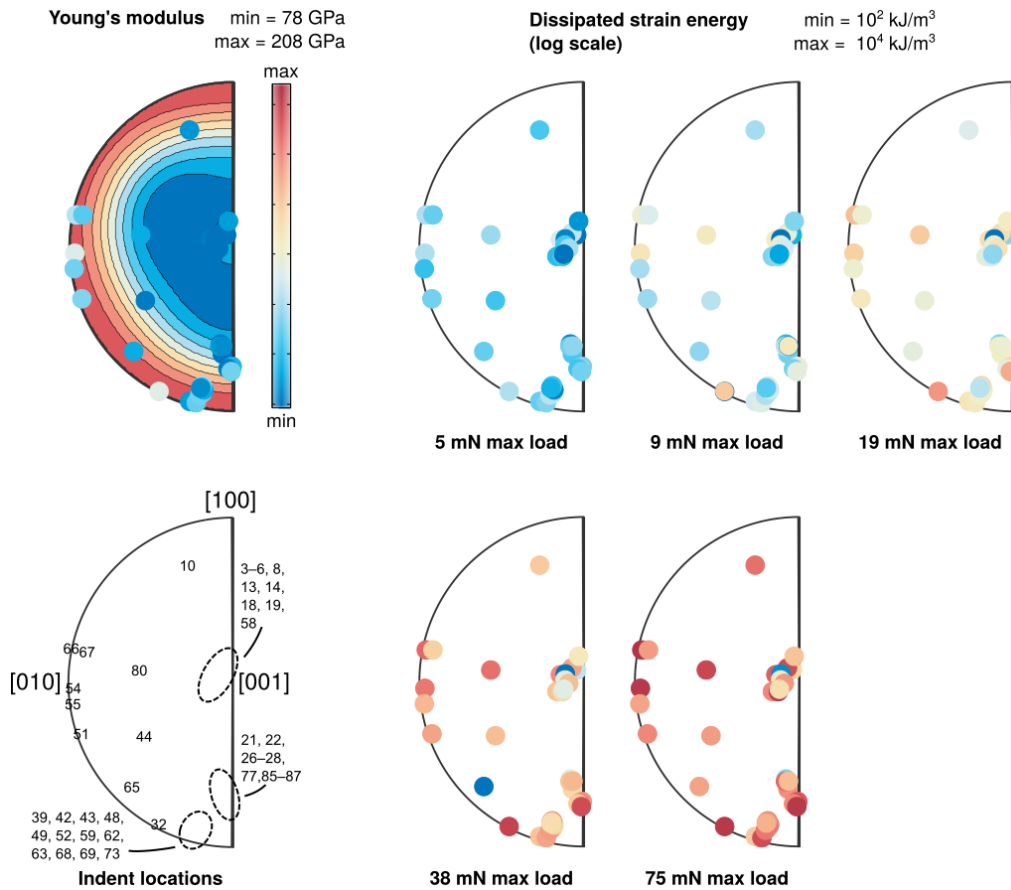 Young's modulus min = 78 GPa
max = 208 GPa
Dissipated strain energy min = 10² kJ/m³
(log scale) max = 10⁴ kJ/m³
max
min
5 mN max load
9 mN max load
19 mN max load
[100]
10
3–6, 8,
13, 14,
18, 19,
58
66 67
80
[010]
[001]
54
55
51
44
21, 22,
26–28,
77,85–87
65
39, 42, 43, 48,
49, 52, 59, 62,
63, 68, 69, 73
32
Indent locations
38 mN max load
75 mN max load